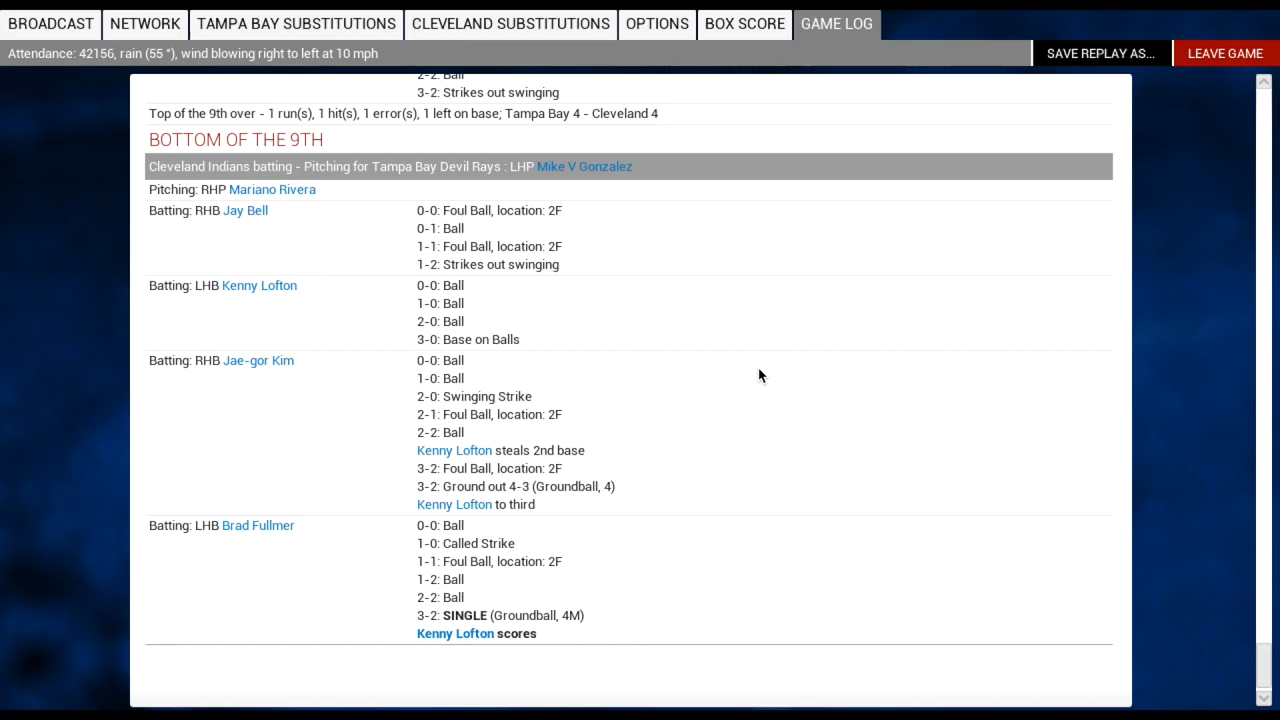 BROADCAST NETWORK TAMPA BAY SUBSTITUTIONS CLEVELAND SUBSTITUTIONS OPTIONS BOX SCORE GAME LOG
Attendance: 42156, rain (55 °), wind blowing right to left at 10 mph SAVE REPLAY AS... LEAVE GAME
2-2: Ball
3-2: Strikes out swinging
Top of the 9th over - 1 run(s), 1 hit(s), 1 error(s), 1 left on base; Tampa Bay 4 - Cleveland 4
BOTTOM OF THE 9TH
Cleveland Indians batting - Pitching for Tampa Bay Devil Rays : LHP Mike V Gonzalez
Pitching: RHP Mariano Rivera
Batting: RHB Jay Bell 0-0: Foul Ball, location: 2F
0-1: Ball
1-1: Foul Ball, location: 2F
1-2: Strikes out swinging
Batting: LHB Kenny Lofton 0-0: Ball
1-0: Ball
2-0: Ball
3-0: Base on Balls
Batting: RHB Jae-gor Kim 0-0: Ball
1-0: Ball
2-0: Swinging Strike
2-1: Foul Ball, location: 2F
2-2: Ball
Kenny Lofton steals 2nd base
3-2: Foul Ball, location: 2F
3-2: Ground out 4-3 (Groundball, 4)
Kenny Lofton to third
Batting: LHB Brad Fullmer 0-0: Ball
1-0: Called Strike
1-1: Foul Ball, location: 2F
1-2: Ball
2-2: Ball
3-2: SINGLE (Groundball, 4M)
Kenny Lofton scores